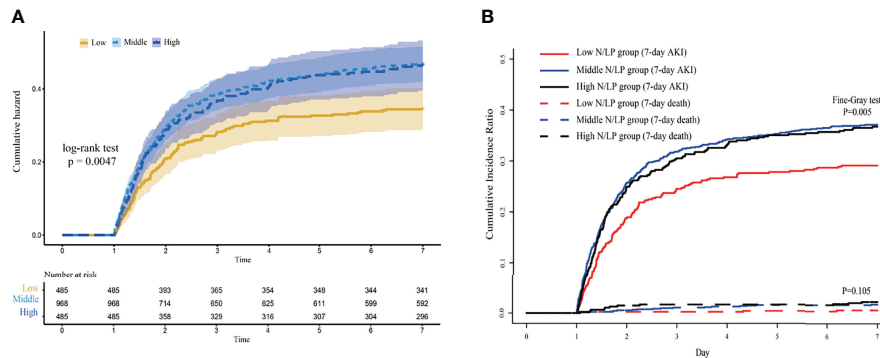 A
Low Middle High
Cumulative hazard
0.4
0.2
0.0
log-rank test
p = 0.0047
0 1 2 3 4 5 6 7
Time
Number at risk
Low 485 485 393 365 354 348 344 341
Middle 968 968 714 650 625 611 599 592
High 485 485 358 329 316 307 304 296
0 1 2 3 4 5 6 7
Time
B
Cumulative Incidence Ratio
0.5
0.4
0.3
0.2
0.1
0.0
Low N/LP group (7-day AKI)
Middle N/LP group (7-day AKI)
High N/LP group (7-day AKI)
Low N/LP group (7-day death)
Middle N/LP group (7-day death)
High N/LP group (7-day death)
Fine-Gray test
P=0.005
P=0.105
0 1 2 3 4 5 6 7
Day